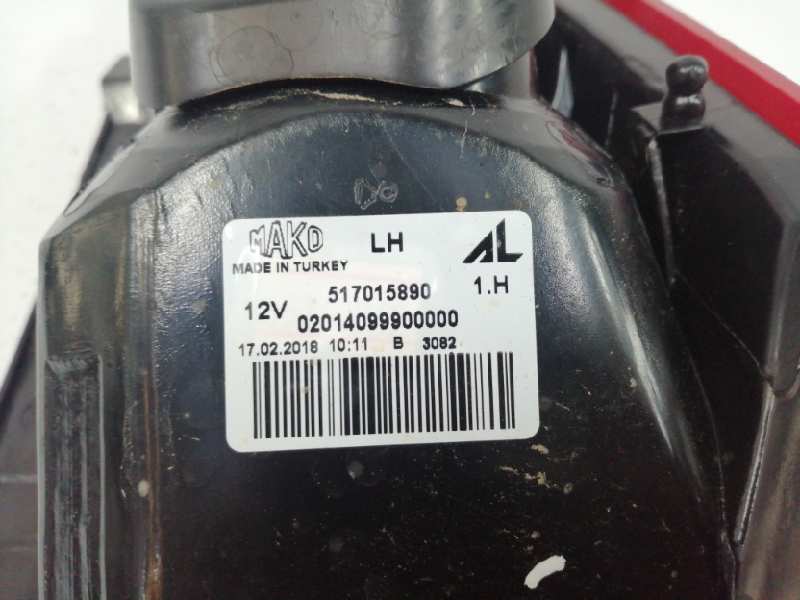 MAKO LH AL
MADE IN TURKEY
517015890 1.H
12V
02014099900000
17.02.2018 10:11 B 3082